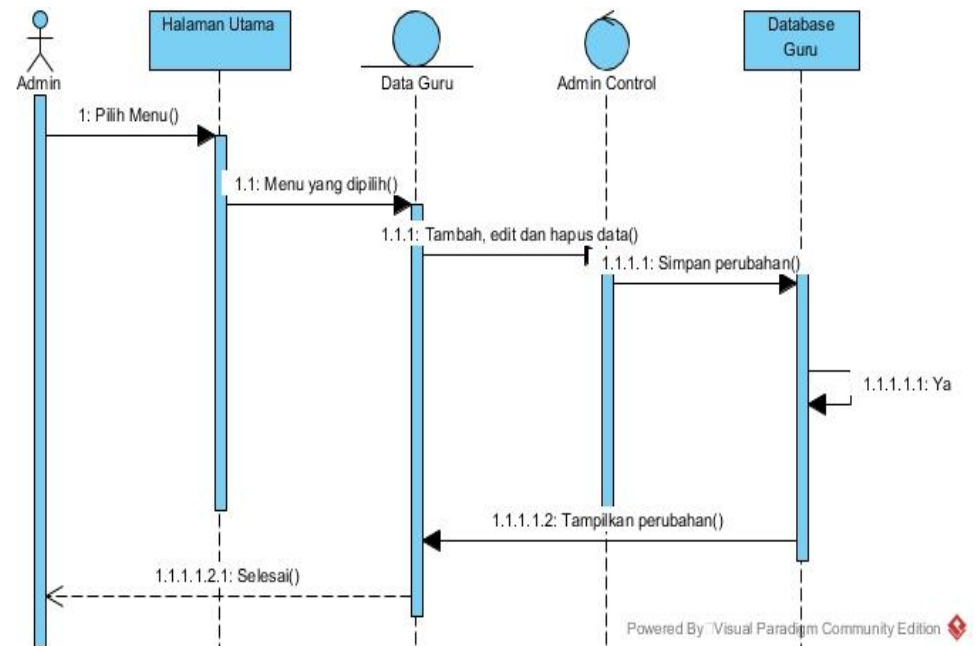 Halaman Utama
Database
Guru
Admin
Data Guru
Admin Control
1: Pilih Menu()
1.1: Menu yang dipilih()
1.1.1: Tambah, edit dan hapus data()
1.1.1.1: Simpan perubahan()
1.1.1.1.1: Ya
1.1.1.1.2: Tampilkan perubahan()
1.1.1.1.2.1: Selesai()
Powered By Visual Paradigm Community Edition